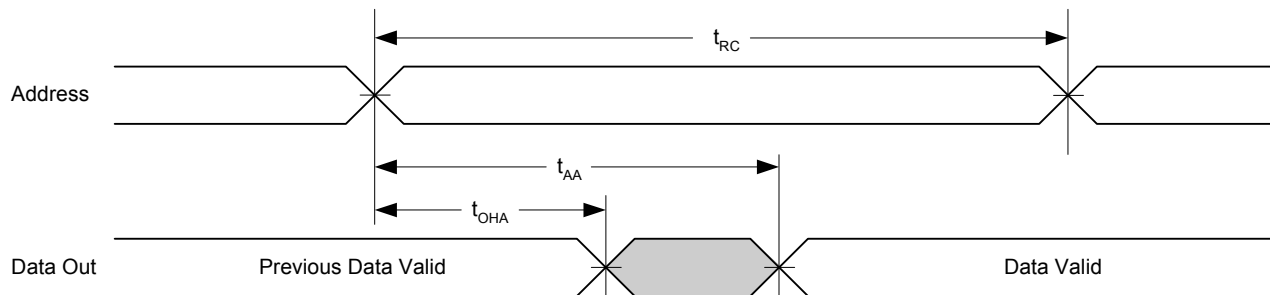 t_RC
Address
t_AA
t_OHA
Data Out Previous Data Valid Data Valid